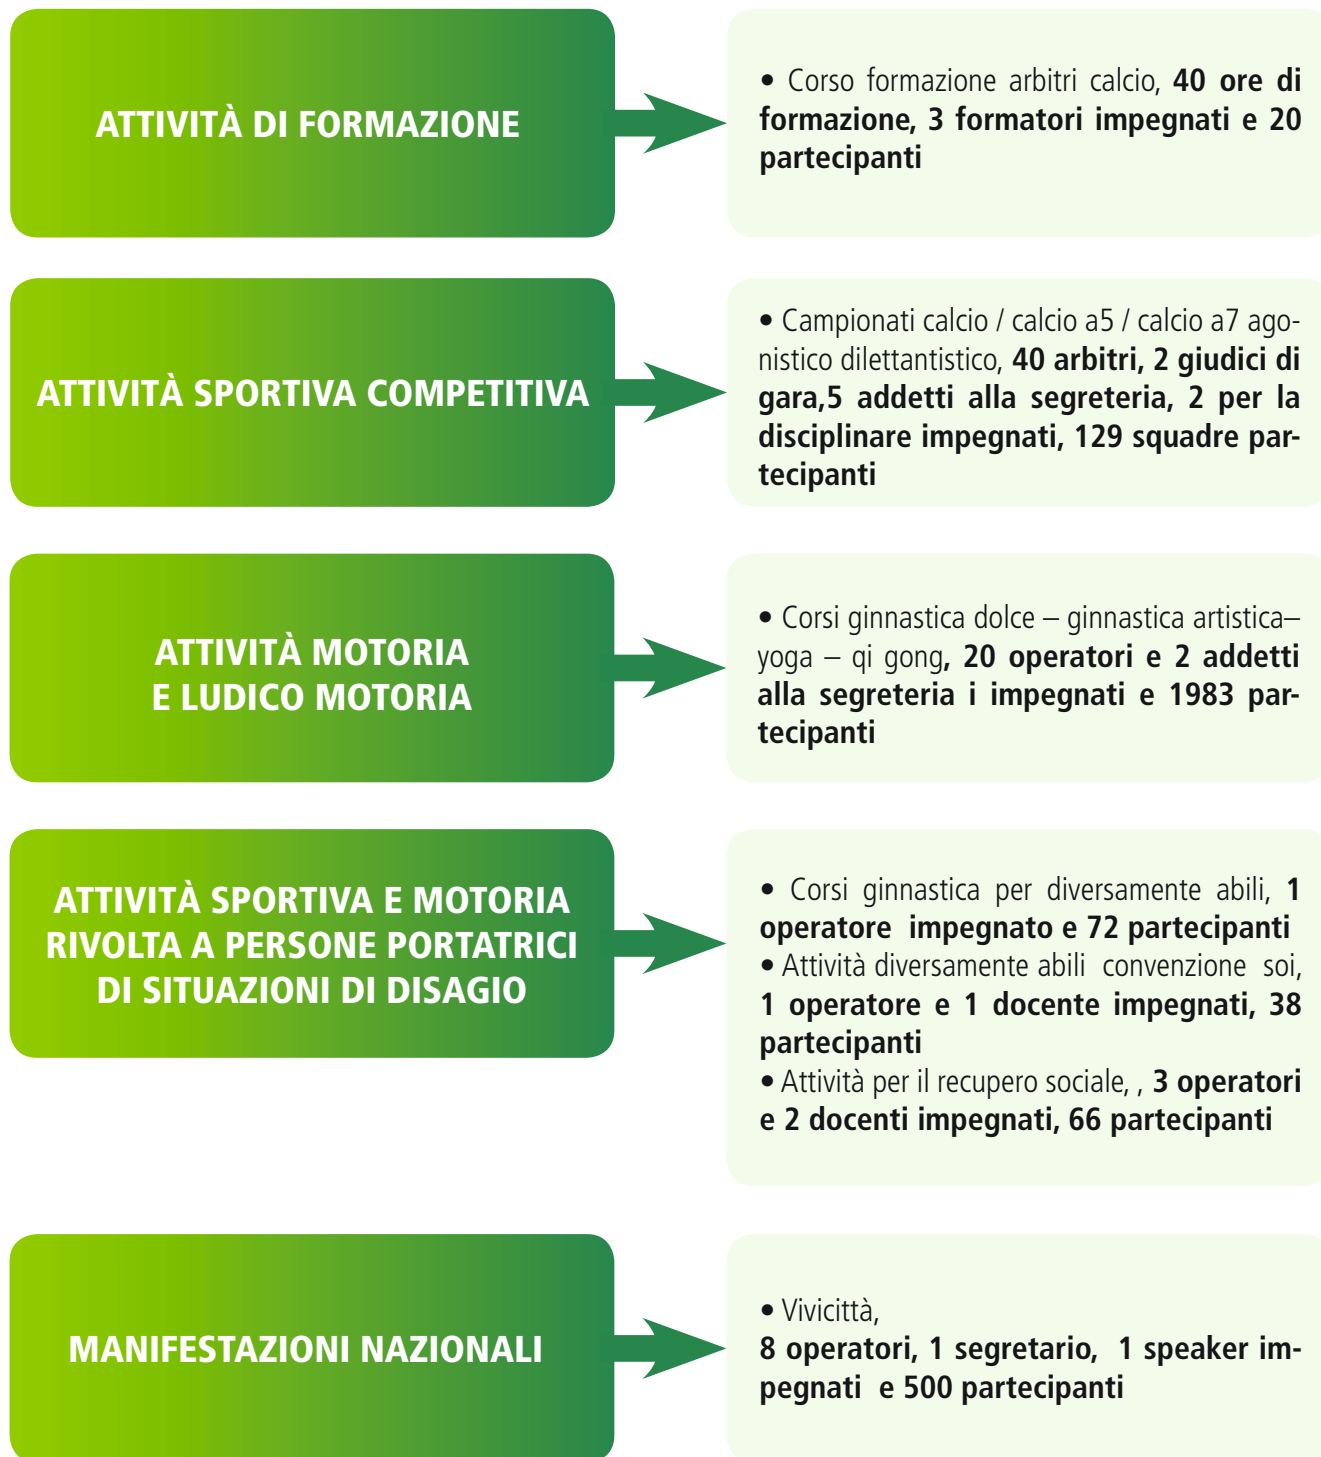 ATTIVITÀ DI FORMAZIONE
• Corso formazione arbitri calcio, 40 ore di
formazione, 3 formatori impegnati e 20
partecipanti
ATTIVITÀ SPORTIVA COMPETITIVA
• Campionati calcio / calcio a5 / calcio a7 ago-
nistico dilettantistico, 40 arbitri, 2 giudici di
gara,5 addetti alla segreteria, 2 per la
disciplinare impegnati, 129 squadre par-
tecipanti
ATTIVITÀ MOTORIA
E LUDICO MOTORIA
• Corsi ginnastica dolce – ginnastica artistica–
yoga – qi gong, 20 operatori e 2 addetti
alla segreteria i impegnati e 1983 par-
tecipanti
ATTIVITÀ SPORTIVA E MOTORIA
RIVOLTA A PERSONE PORTATRICI
DI SITUAZIONI DI DISAGIO
• Corsi ginnastica per diversamente abili, 1
operatore  impegnato e 72 partecipanti
• Attività diversamente abili  convenzione  soi,
1 operatore e 1 docente impegnati, 38
partecipanti
• Attività per il recupero sociale, , 3 operatori
e 2 docenti impegnati, 66 partecipanti
MANIFESTAZIONI NAZIONALI
• Vivicittà,
8 operatori, 1 segretario,  1 speaker im-
pegnati  e 500 partecipanti